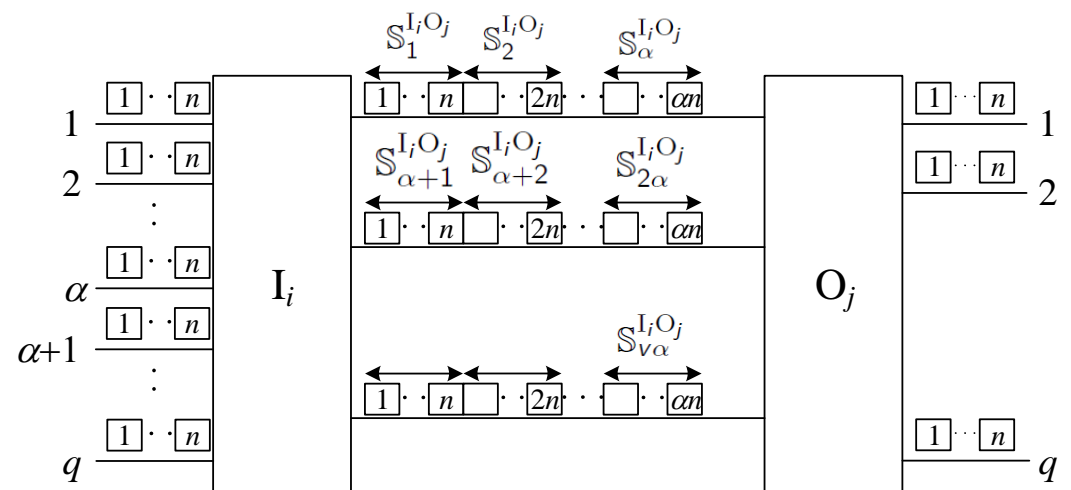 𝕊₁^{IᵢOⱼ} 𝕊₂^{IᵢOⱼ} 𝕊_α^{IᵢOⱼ}
1 ·· n 1 ·· n ·· 2n ··· ·· αn 1 ··· n
1 1
1 ·· n 1 ··· n
2 𝕊_{α+1}^{IᵢOⱼ} 𝕊_{α+2}^{IᵢOⱼ} 𝕊_{2α}^{IᵢOⱼ} 2
:
1 ·· n 1 ·· n ·· 2n ··· ·· αn
α Iᵢ Oⱼ
1 ·· n
α+1 𝕊_{vα}^{IᵢOⱼ}
:
1 ·· n 1 ·· n ·· 2n ··· ·· αn 1 ··· n
q q